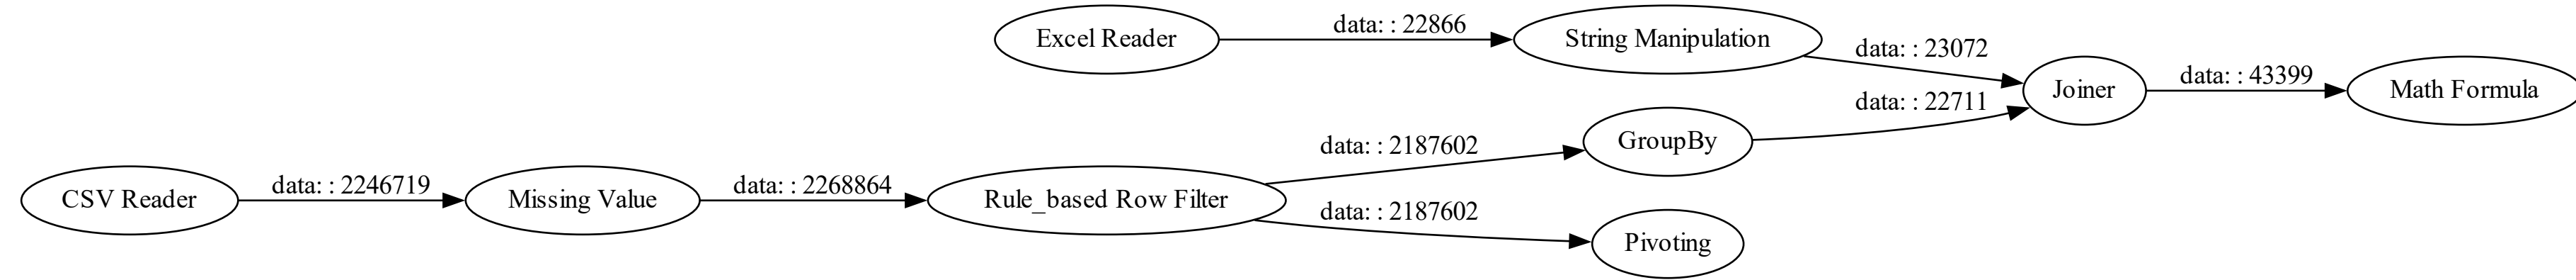 Excel Reader
data: : 22866
String Manipulation
data: : 23072
Joiner
data: : 43399
Math Formula
data: : 22711
GroupBy
data: : 2187602
CSV Reader
data: : 2246719
Missing Value
data: : 2268864
Rule_based Row Filter
data: : 2187602
Pivoting